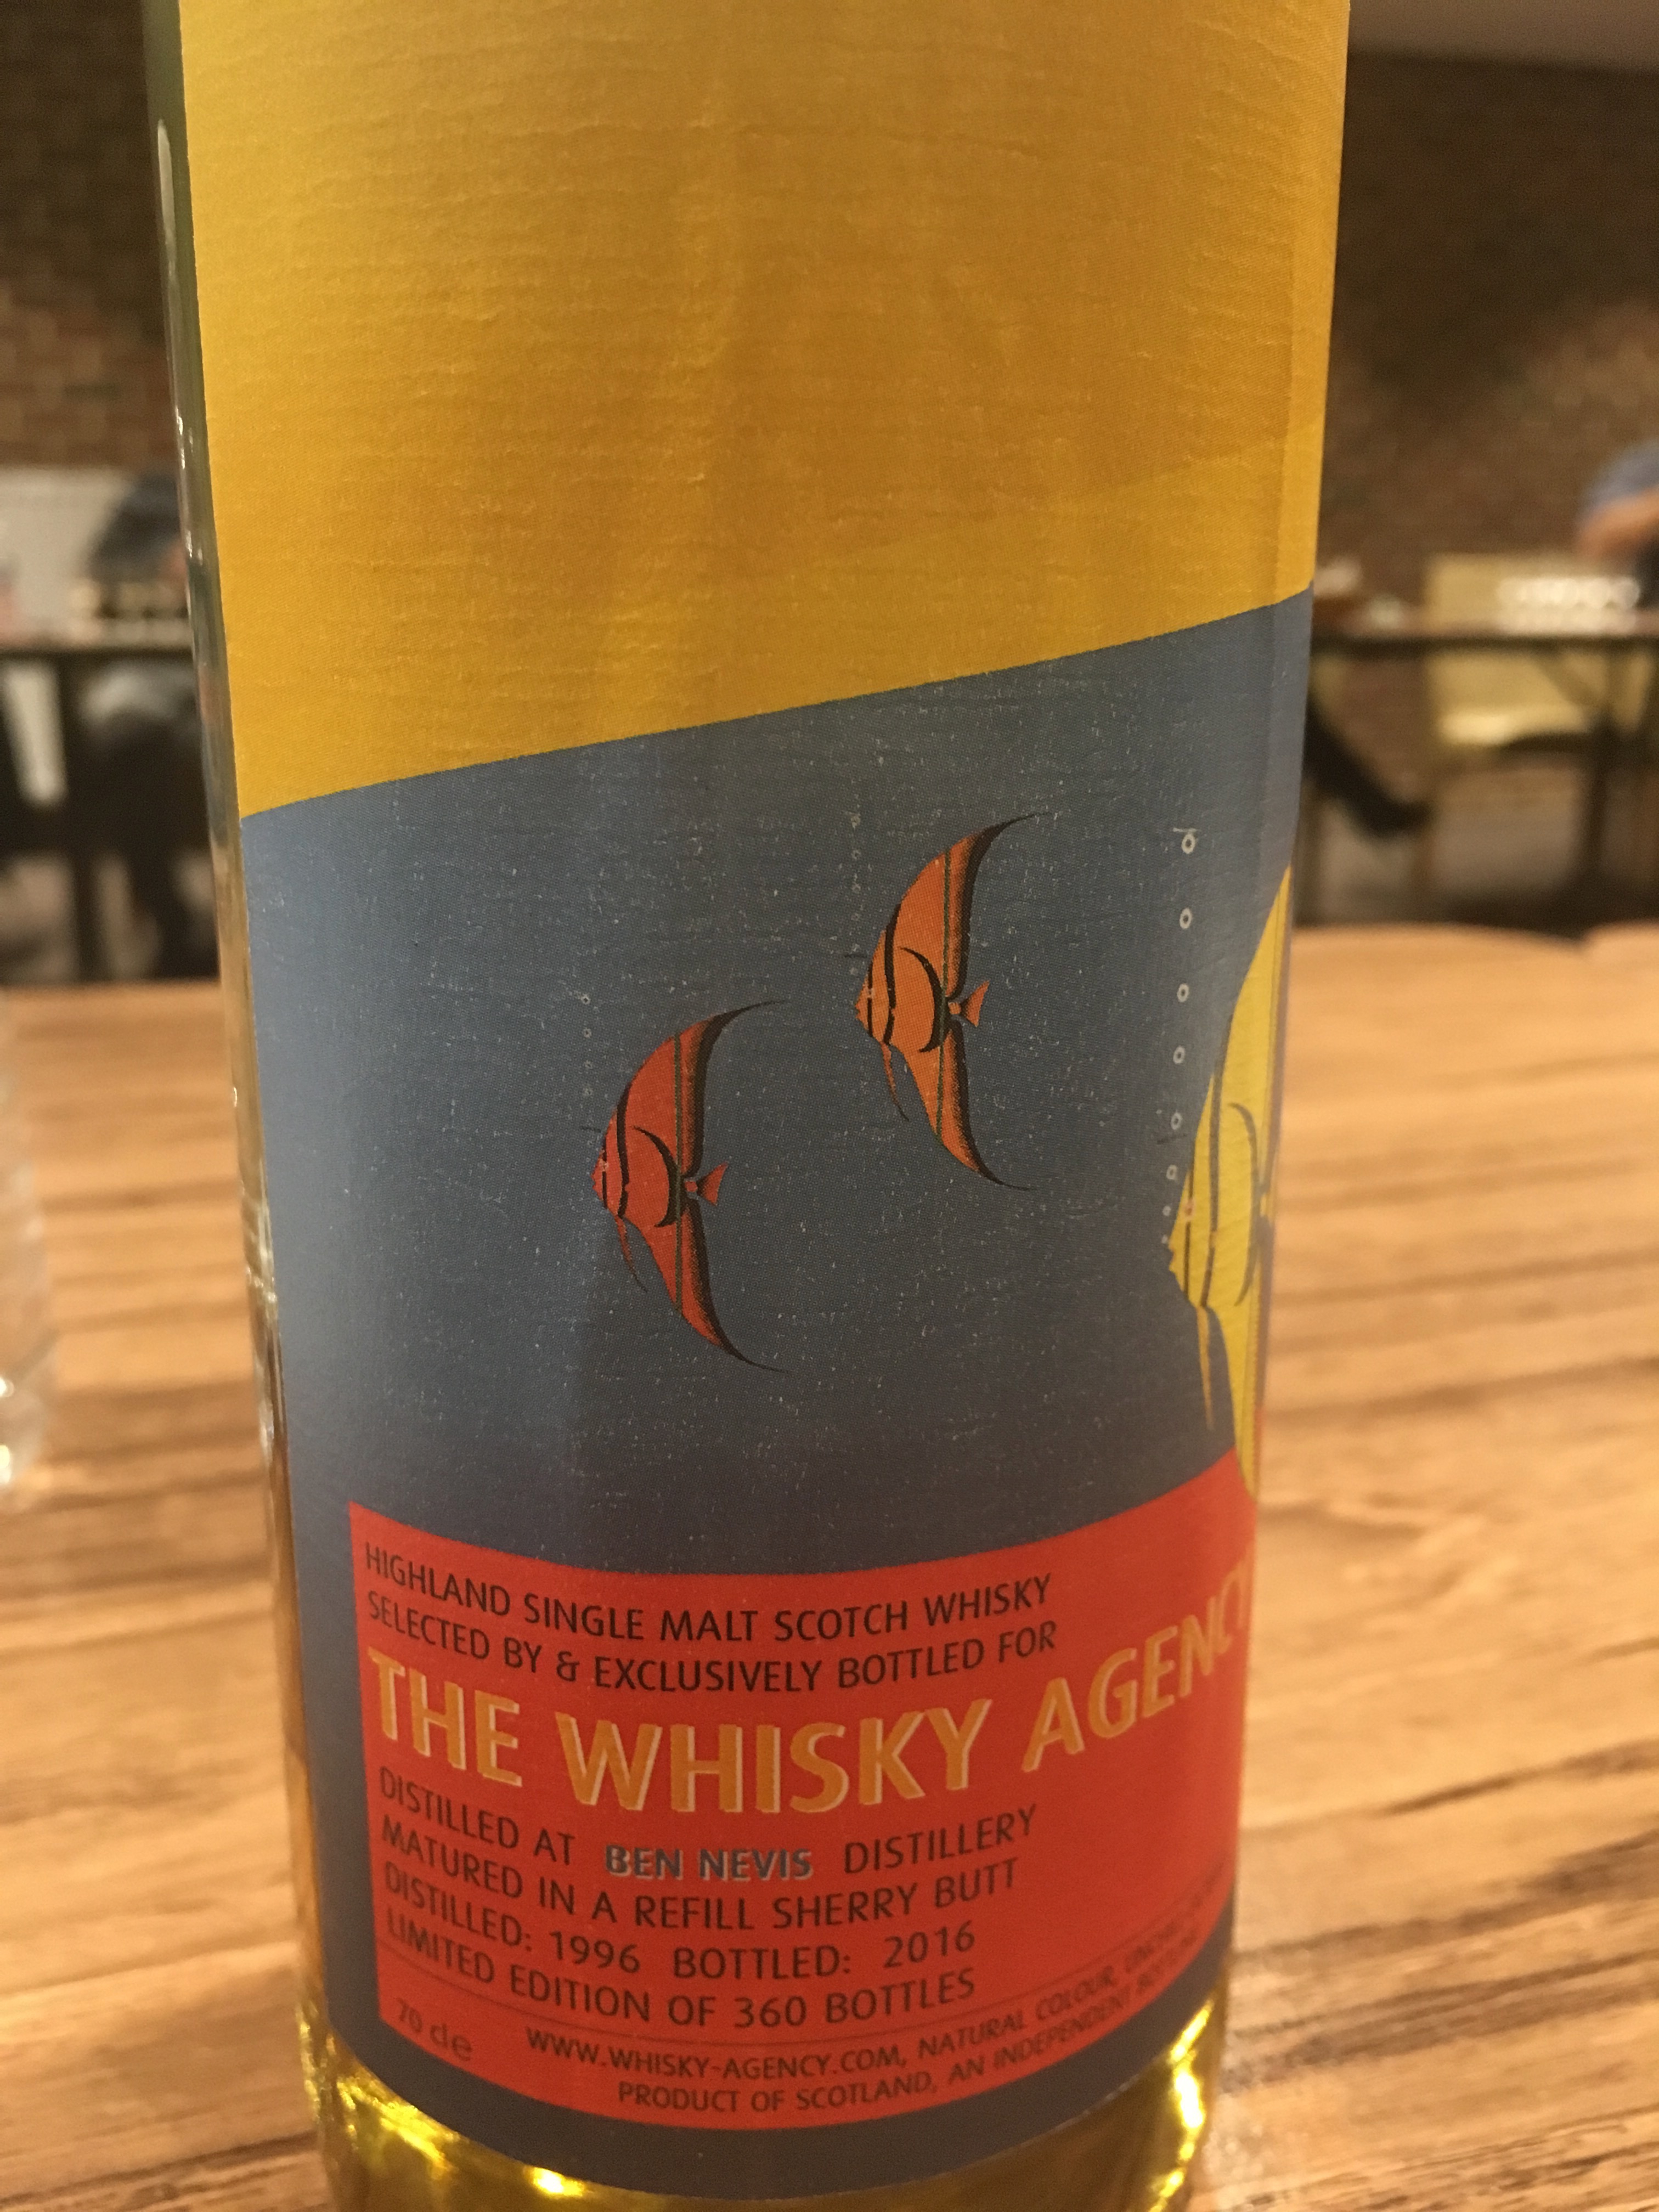 HIGHLAND SINGLE MALT SCOTCH WHISKY
SELECTED BY & EXCLUSIVELY BOTTLED FOR
THE WHISKY AGENCY
DISTILLED AT BEN NEVIS DISTILLERY
MATURED IN A REFILL SHERRY BUTT
DISTILLED: 1996 BOTTLED: 2016
LIMITED EDITION OF 360 BOTTLES
70 cl e
WWW.WHISKY-AGENCY.COM, NATURAL COLOUR,
PRODUCT OF SCOTLAND, AN INDEPENDENT BOTTLING